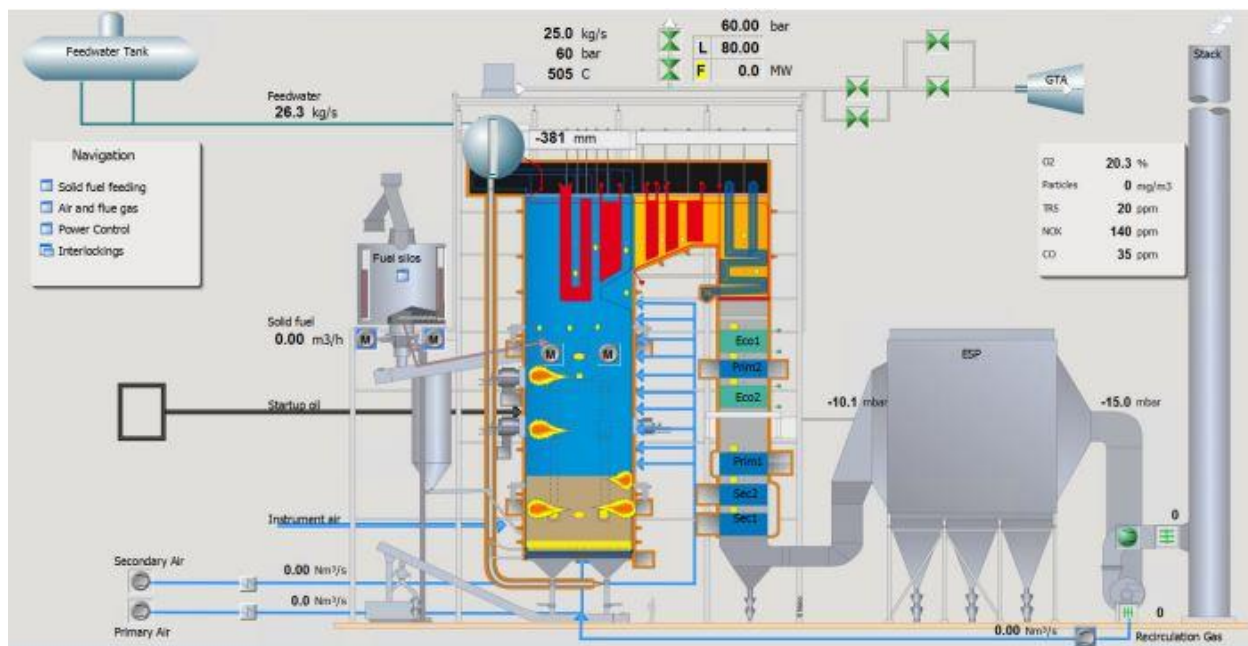 25.0 kg/s
60 bar
505 C
60.00 bar
L 80.00
F 0.0 MW
Feedwater Tank
Stack
GTA
Feedwater
26.3 kg/s
-381 mm
Navigation
Solid fuel feeding
Air and flue gas
Power Control
Interlockings
O2 20.3 %
Particles 0 mg/m3
TRS 20 ppm
NOX 140 ppm
CO 35 ppm
Fuel silos
Solid fuel
0.00 m3/h
M M
M M
Eco1
Prim2
Eco2
ESP
-10.1 mbar
-15.0 mbar
Startup oil
Prim1
Sec2
Sec1
Instrument air
0
Secondary Air
0.00 Nm³/s
0.0 Nm³/s
Primary Air
0
0.00 Nm³/s
Recirculation Gas